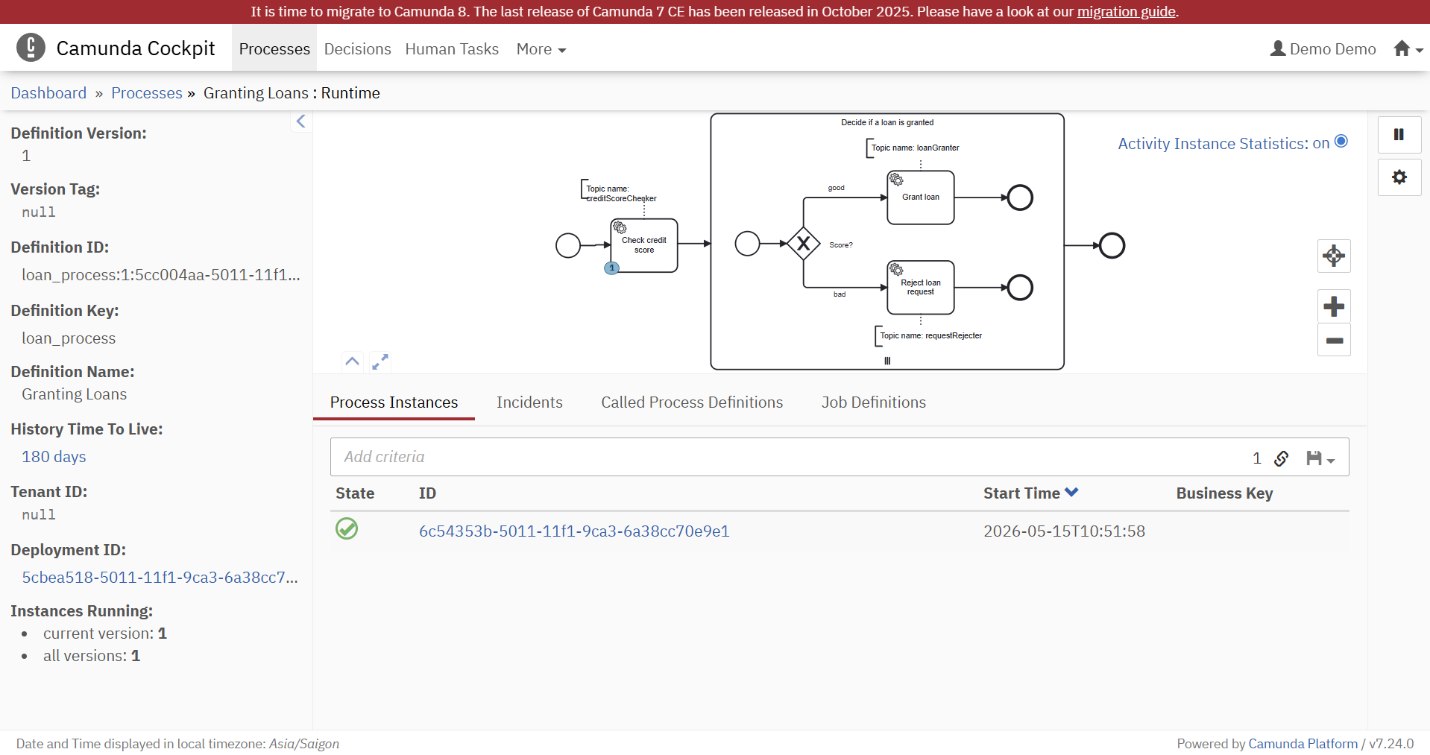 It is time to migrate to Camunda 8. The last release of Camunda 7 CE has been released in October 2025. Please have a look at our migration guide.
Camunda Cockpit Processes Decisions Human Tasks More Demo Demo
Dashboard » Processes » Granting Loans : Runtime
Definition Version:
1
Version Tag:
null
Definition ID:
loan_process:1:5cc004aa-5011-11f1...
Definition Key:
loan_process
Definition Name:
Granting Loans
History Time To Live:
180 days
Tenant ID:
null
Deployment ID:
5cbea518-5011-11f1-9ca3-6a38cc7...
Instances Running:
• current version: 1
• all versions: 1
Decide if a loan is granted
Topic name: loanGranter
Activity Instance Statistics: on
Topic name:
creditScoreChecker
good
Grant loan
Check credit
score
X
Score?
1
Reject loan
request
bad
Topic name: requestRejecter
Process Instances Incidents Called Process Definitions Job Definitions
Add criteria 1
State ID Start Time Business Key
6c54353b-5011-11f1-9ca3-6a38cc70e9e1 2026-05-15T10:51:58
Date and Time displayed in local timezone: Asia/Saigon
Powered by Camunda Platform / v7.24.0